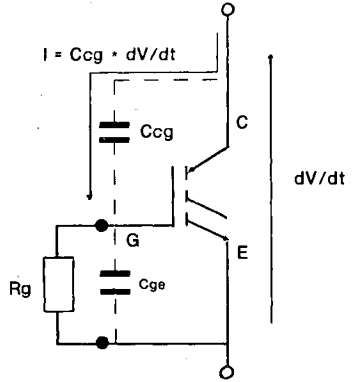 I = Ccg * dV/dt
Ccg
C
dV/dt
G
E
Rg
Cge